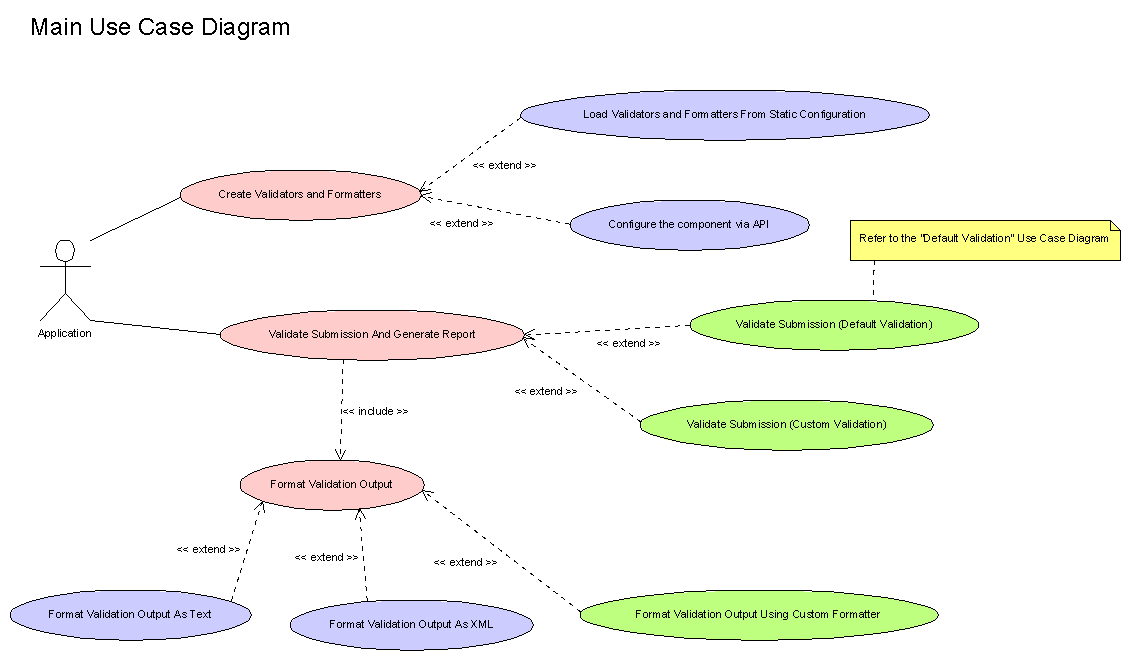 Main Use Case Diagram
Load Validators and Formatters From Static Configuration
<< extend >>
Create Validators and Formatters
<< extend >>
Configure the component via API
Refer to the "Default Validation" Use Case Diagram
Application
Validate Submission And Generate Report
Validate Submission (Default Validation)
<< extend >>
<< extend >>
<< include >>
Validate Submission (Custom Validation)
Format Validation Output
<< extend >>
<< extend >>
<< extend >>
Format Validation Output As Text
Format Validation Output As XML
Format Validation Output Using Custom Formatter